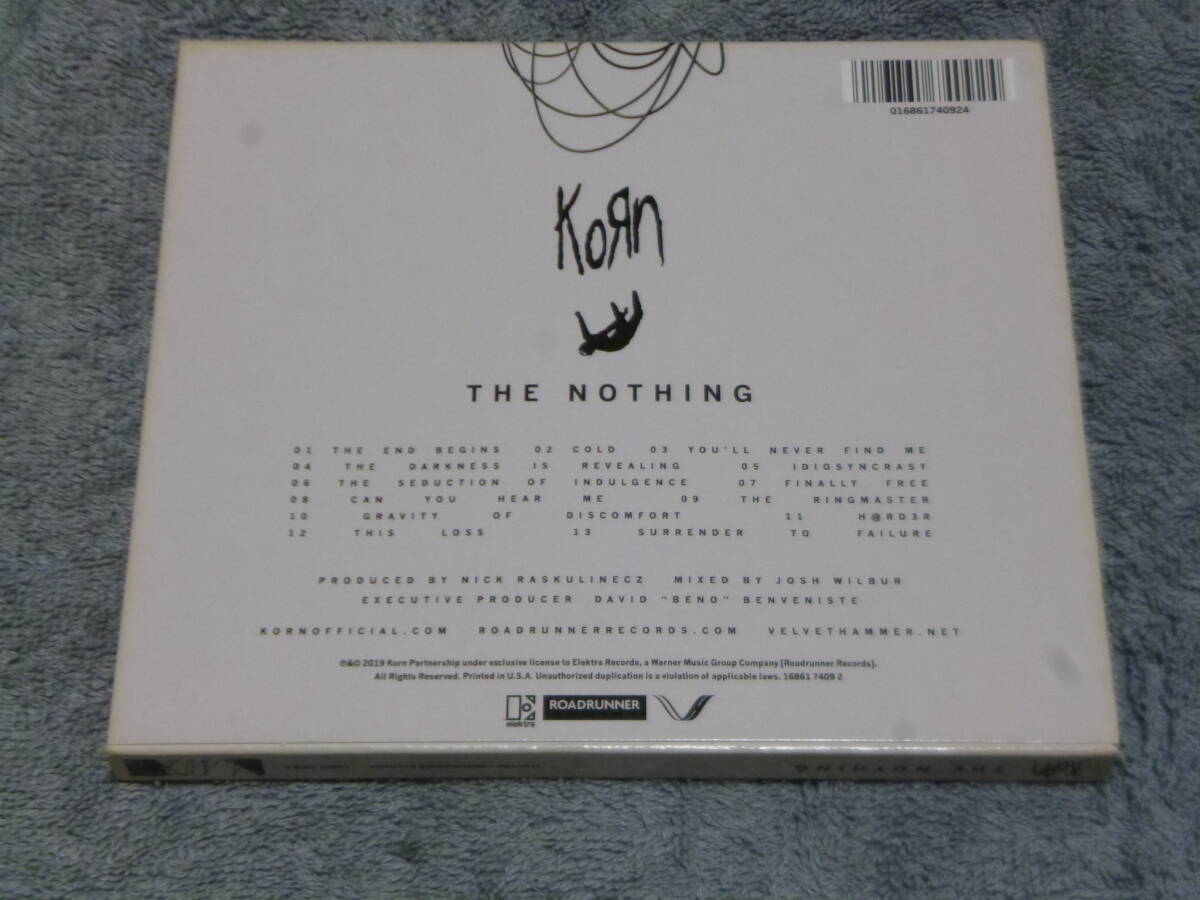 016861740924
KoЯn
THE NOTHING
01 THE END BEGINS 02 COLD 03 YOU'LL NEVER FIND ME
04 THE DARKNESS IS REVEALING 05 IDIOSYNCRASY
06 THE SEDUCTION OF INDULGENCE 07 FINALLY FREE
08 CAN YOU HEAR ME 09 THE RINGMASTER
10 GRAVITY OF DISCOMFORT 11 H@RD3R
12 THIS LOSS 13 SURRENDER TO FAILURE
PRODUCED BY NICK RASKULINECZ MIXED BY JOSH WILBUR
EXECUTIVE PRODUCER DAVID "BENO" BENVENISTE
KORNOFFICIAL.COM ROADRUNNERRECORDS.COM VELVETHAMMER.NET
℗&© 2019 Korn Partnership under exclusive license to Elektra Records, a Warner Music Group Company [Roadrunner Records].
All Rights Reserved. Printed in U.S.A. Unauthorized duplication is a violation of applicable laws. 16861 7409 2
elektra ROADRUNNER
KoЯn THE NOTHING